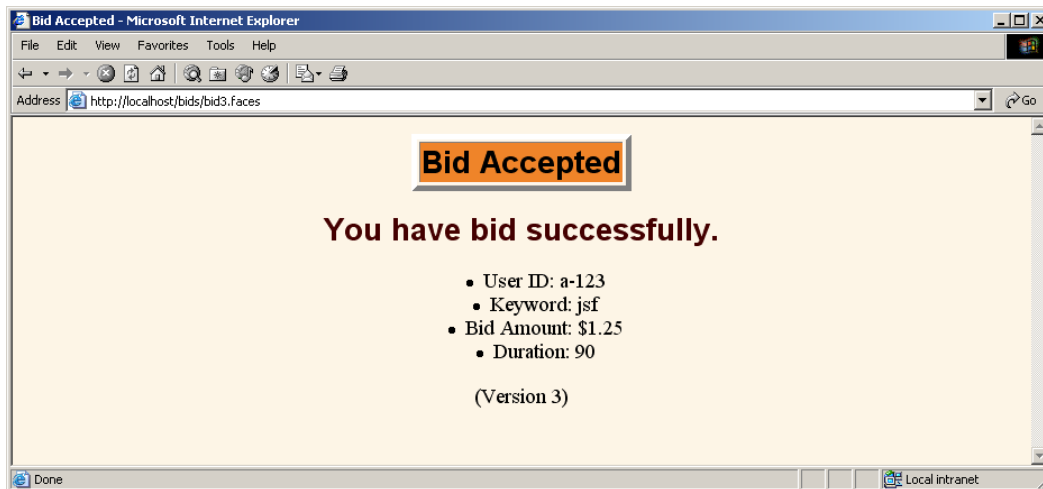 Bid Accepted - Microsoft Internet Explorer
File Edit View Favorites Tools Help
Address http://localhost/bids/bid3.faces Go
Bid Accepted
You have bid successfully.
• User ID: a-123
• Keyword: jsf
• Bid Amount: $1.25
• Duration: 90
(Version 3)
Done Local intranet